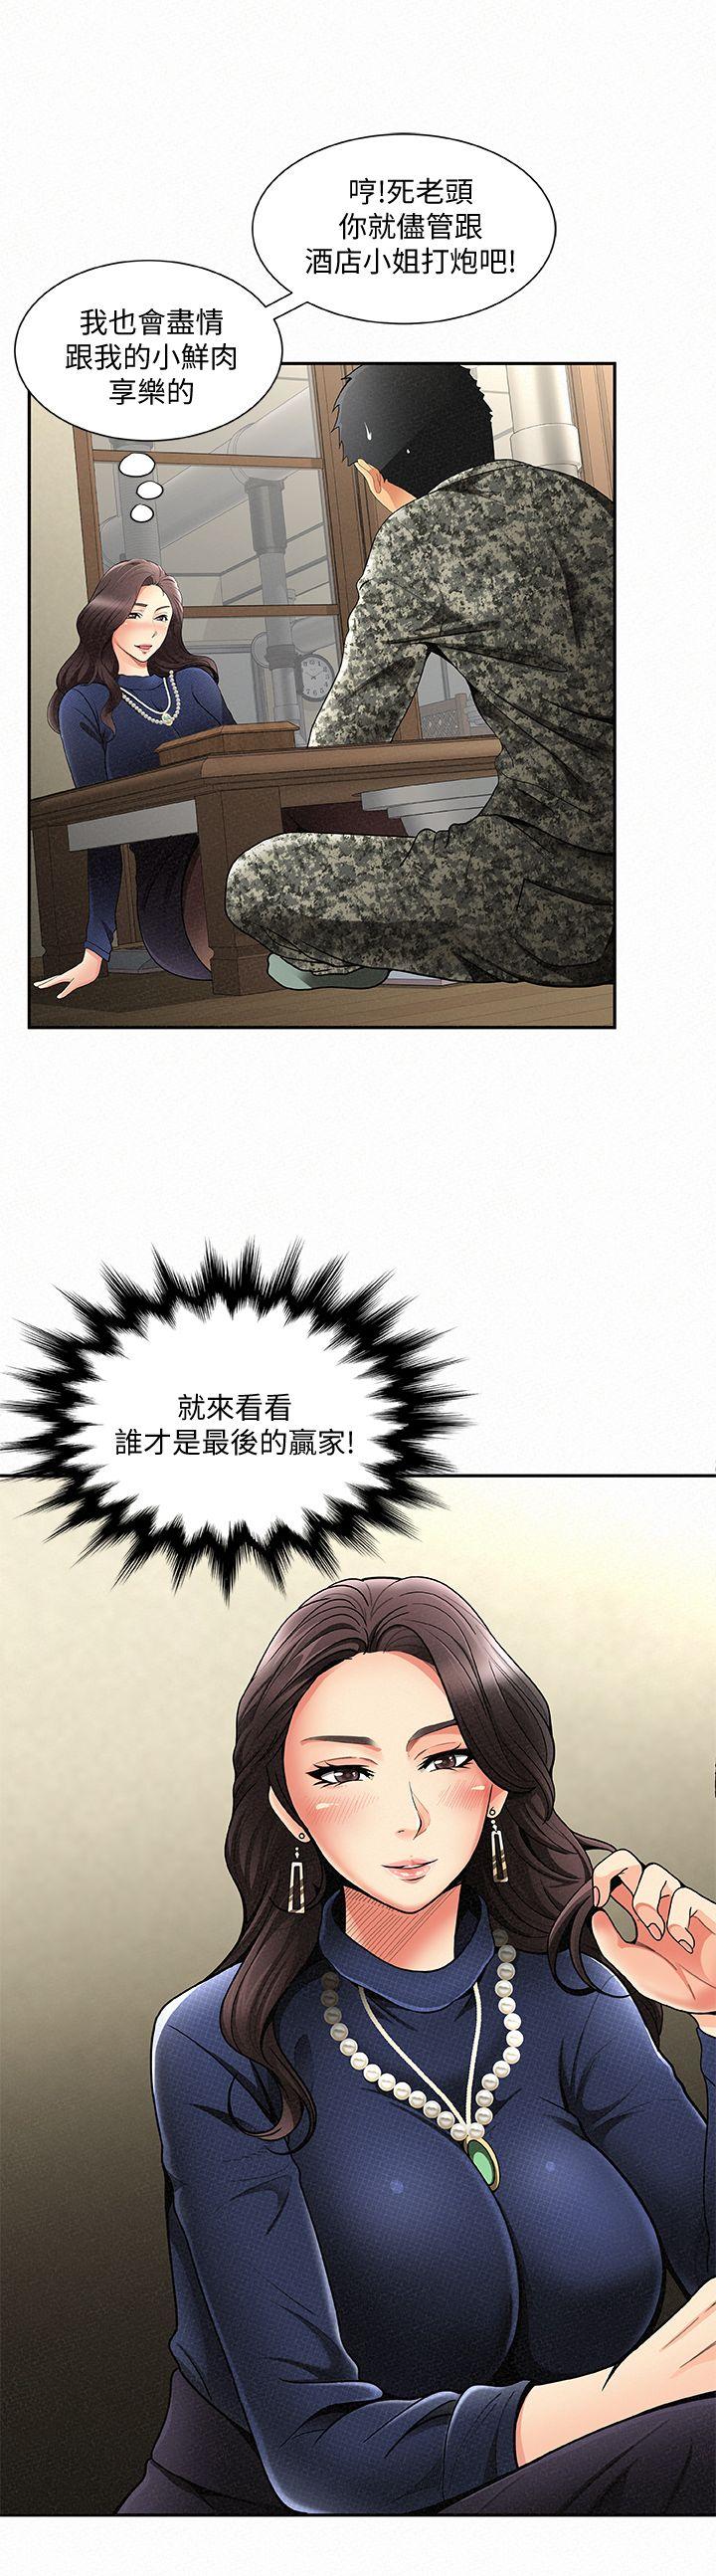 哼!死老頭
你就儘管跟
酒店小姐打炮吧!
我也會盡情
跟我的小鮮肉
享樂的
就來看看
誰才是最後的贏家!